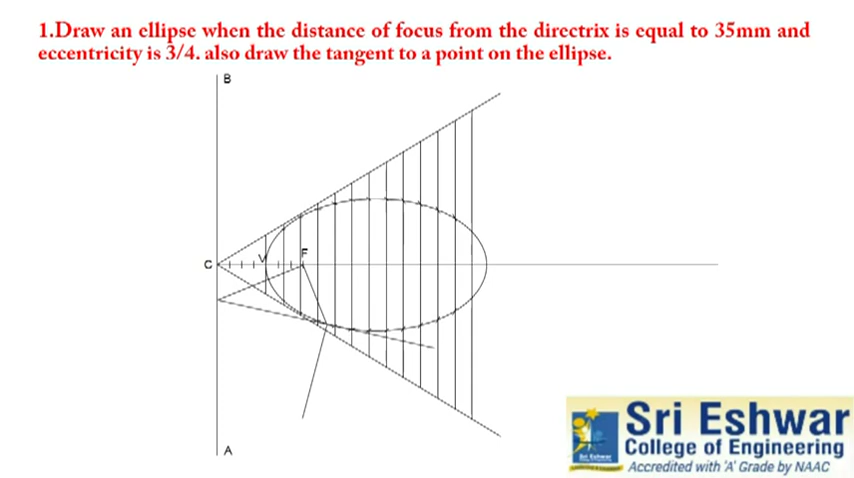 1.Draw an ellipse when the distance of focus from the directrix is equal to 35mm and
eccentricity is 3/4. also draw the tangent to a point on the ellipse.
B
F
V
C
A
Sri Eshwar
College of Engineering
Accredited with 'A' Grade by NAAC